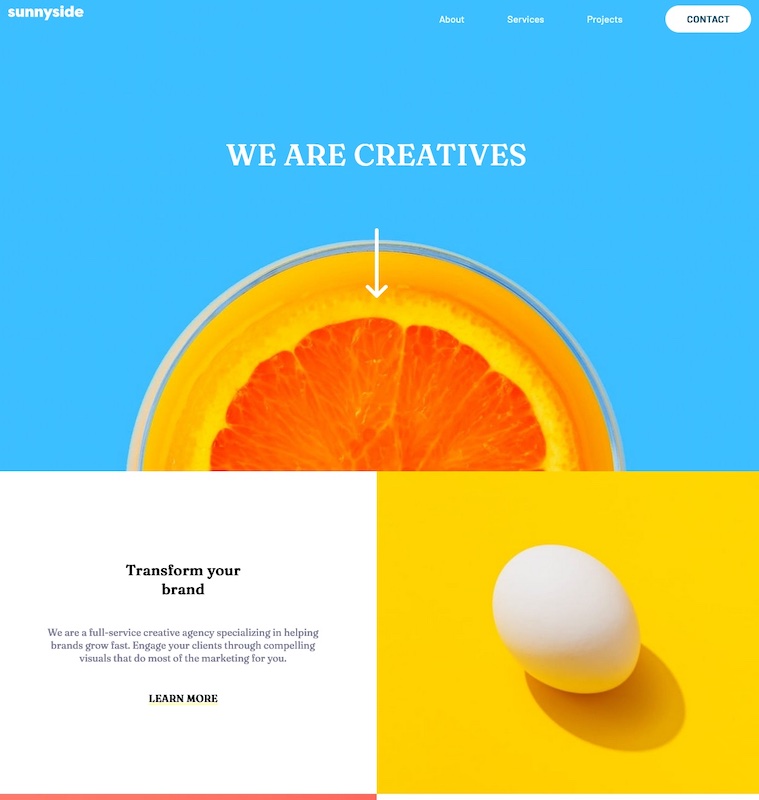 sunnyside
About Services Projects CONTACT
WE ARE CREATIVES
Transform your
brand
We are a full-service creative agency specializing in helping
brands grow fast. Engage your clients through compelling
visuals that do most of the marketing for you.
LEARN MORE